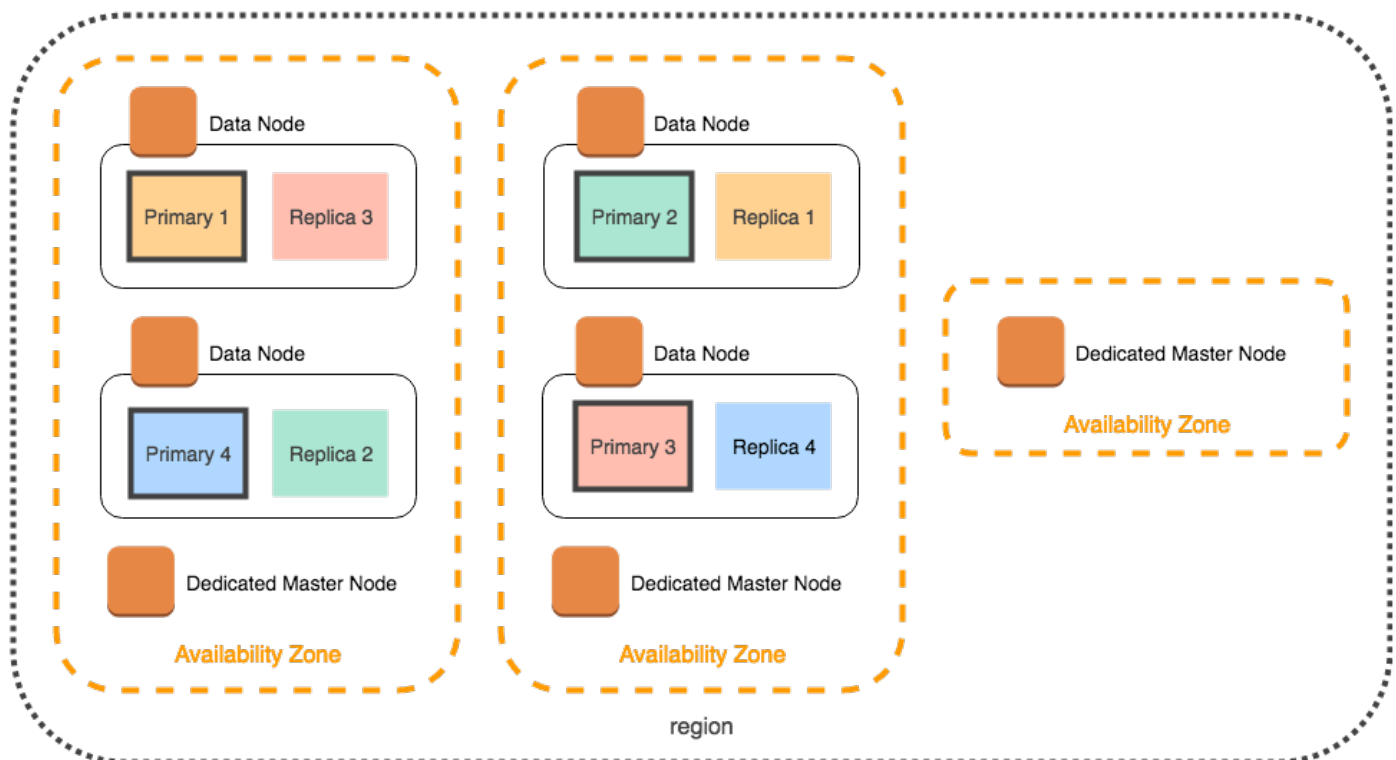 Data Node
Primary 1
Replica 3
Data Node
Primary 4
Replica 2
Dedicated Master Node
Availability Zone
Data Node
Primary 2
Replica 1
Data Node
Primary 3
Replica 4
Dedicated Master Node
Availability Zone
Dedicated Master Node
Availability Zone
region